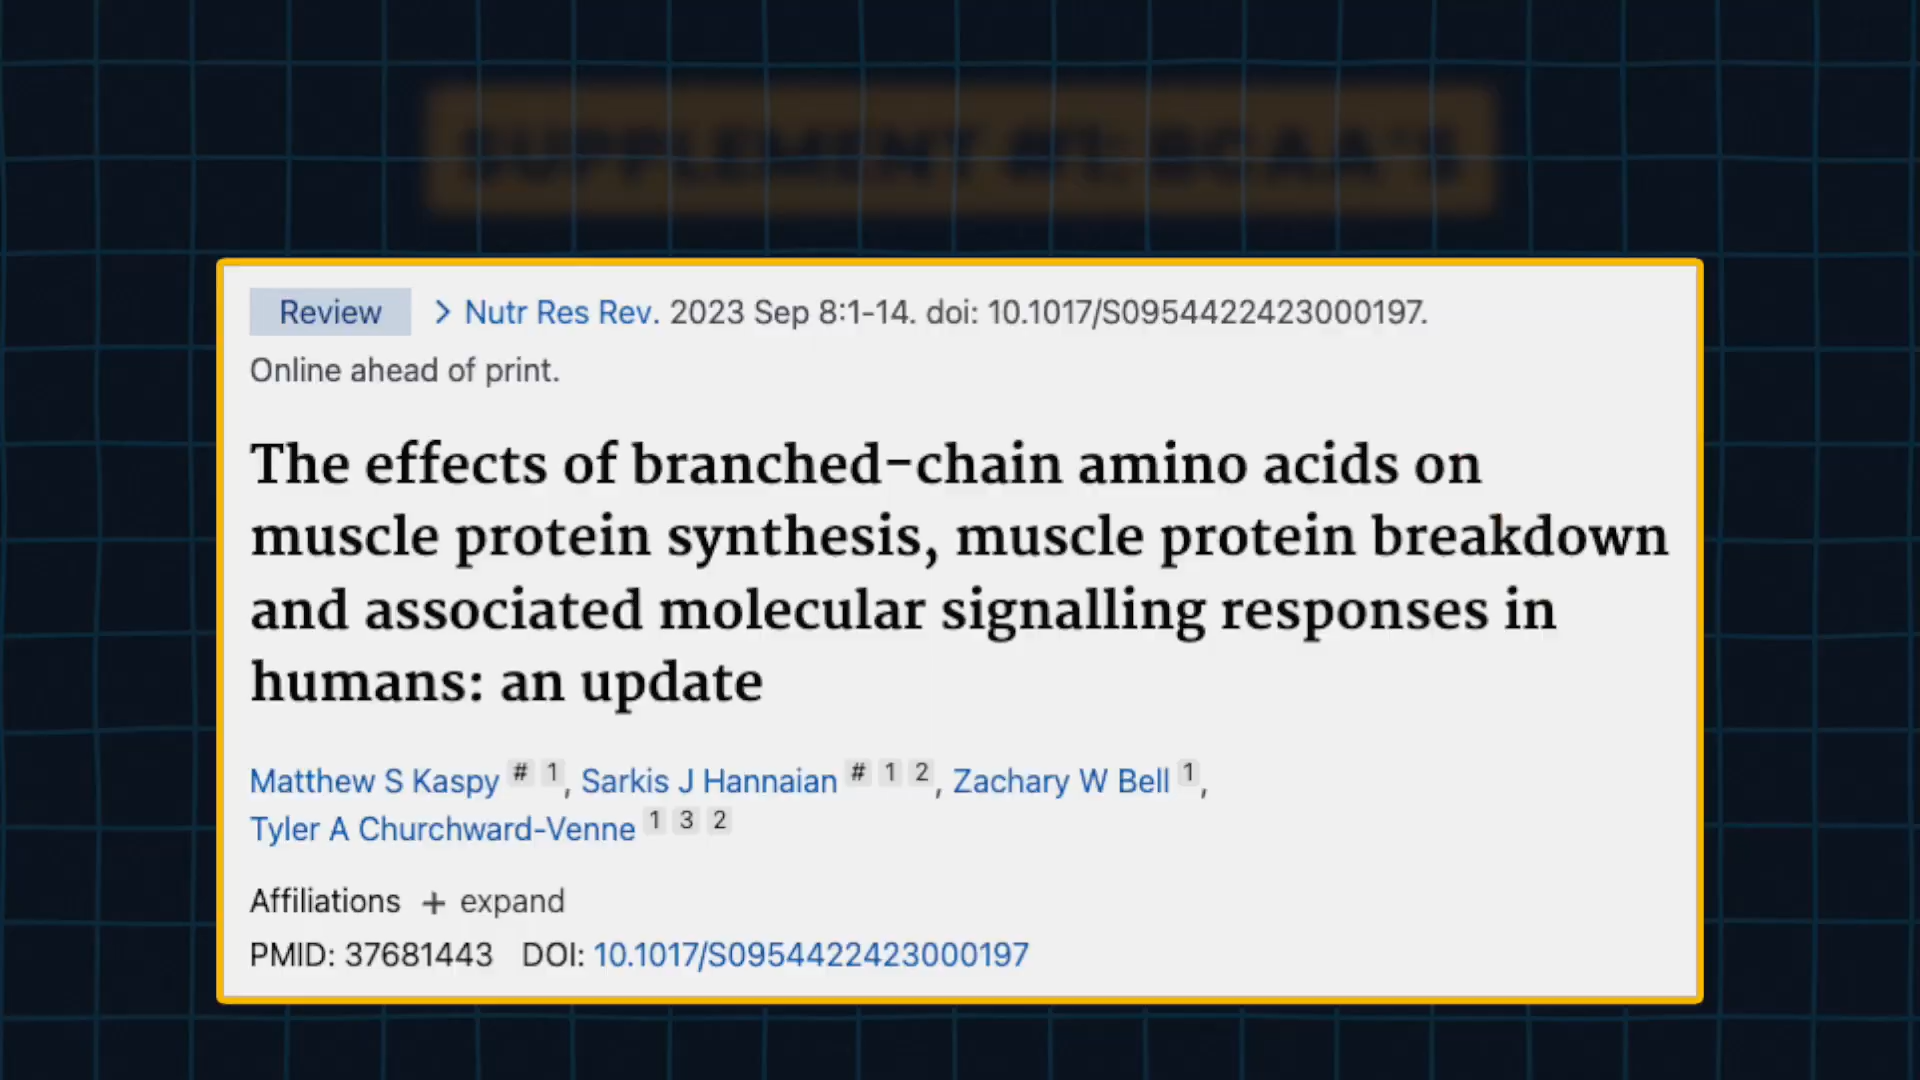 SUPPLEMENT #1: BCAA'S
Review > Nutr Res Rev. 2023 Sep 8:1-14. doi: 10.1017/S0954422423000197.
Online ahead of print.
The effects of branched-chain amino acids on
muscle protein synthesis, muscle protein breakdown
and associated molecular signalling responses in
humans: an update
Matthew S Kaspy # 1, Sarkis J Hannaian # 1 2, Zachary W Bell 1,
Tyler A Churchward-Venne 1 3 2
Affiliations + expand
PMID: 37681443 DOI: 10.1017/S0954422423000197